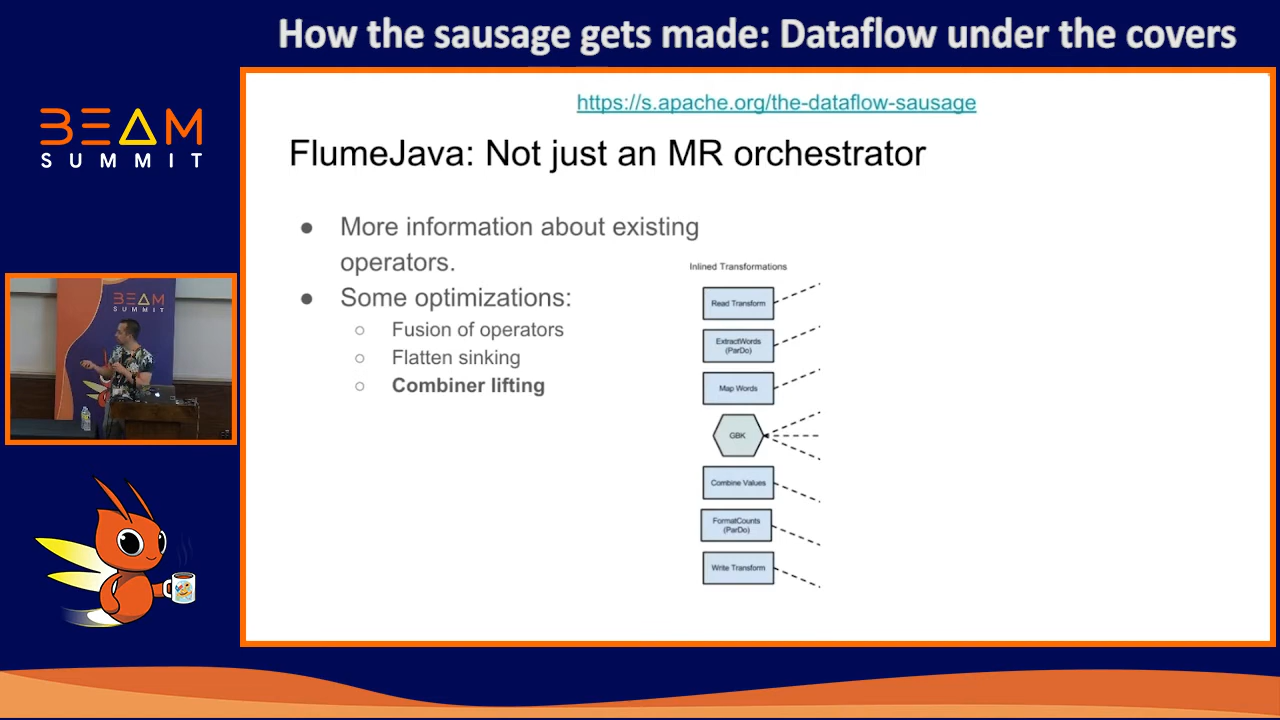 How the sausage gets made: Dataflow under the covers
BEAM
SUMMIT
https://s.apache.org/the-dataflow-sausage
FlumeJava: Not just an MR orchestrator
● More information about existing
operators.
● Some optimizations:
○ Fusion of operators
○ Flatten sinking
○ Combiner lifting
Inlined Transformations
Read Transform
ExtractWords
(ParDo)
Map Words
GBK
Combine Values
FormatCounts
(ParDo)
Write Transform
BEAM
SUMMIT